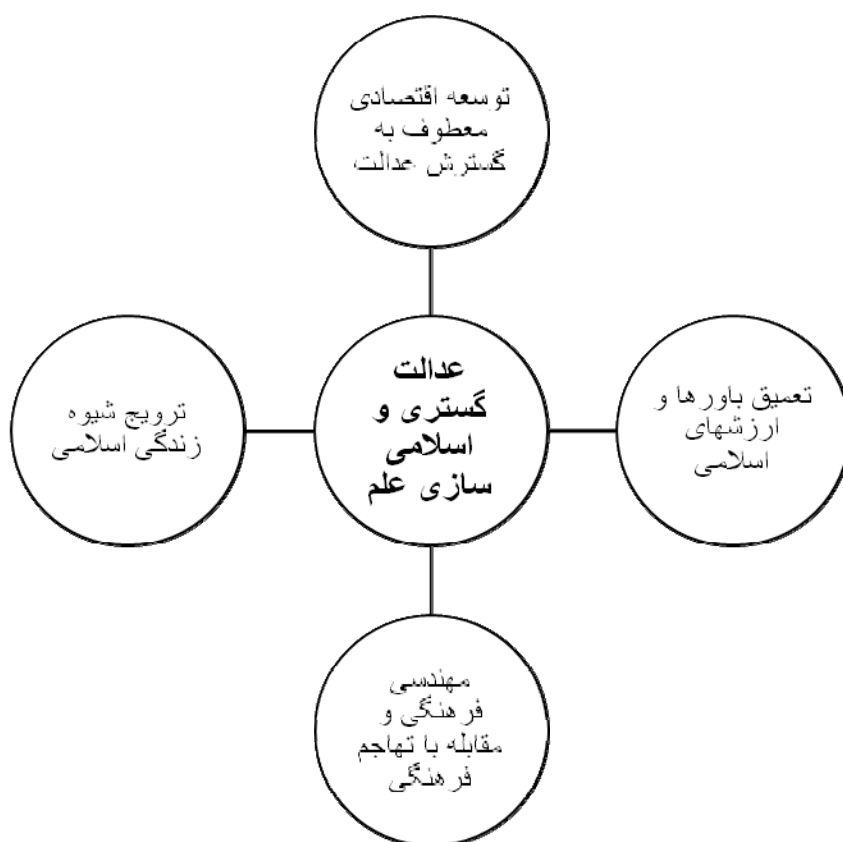 توسعه اقتصادی
معطوف به
گسترش عدالت
تعمیق باورها و
ارزشهای
اسلامی
عدالت
گستری و
اسلامی
سازی علم
ترویج شیوه
زندگی اسلامی
مهندسی
فرهنگی و
مقابله با تهاجم
فرهنگی